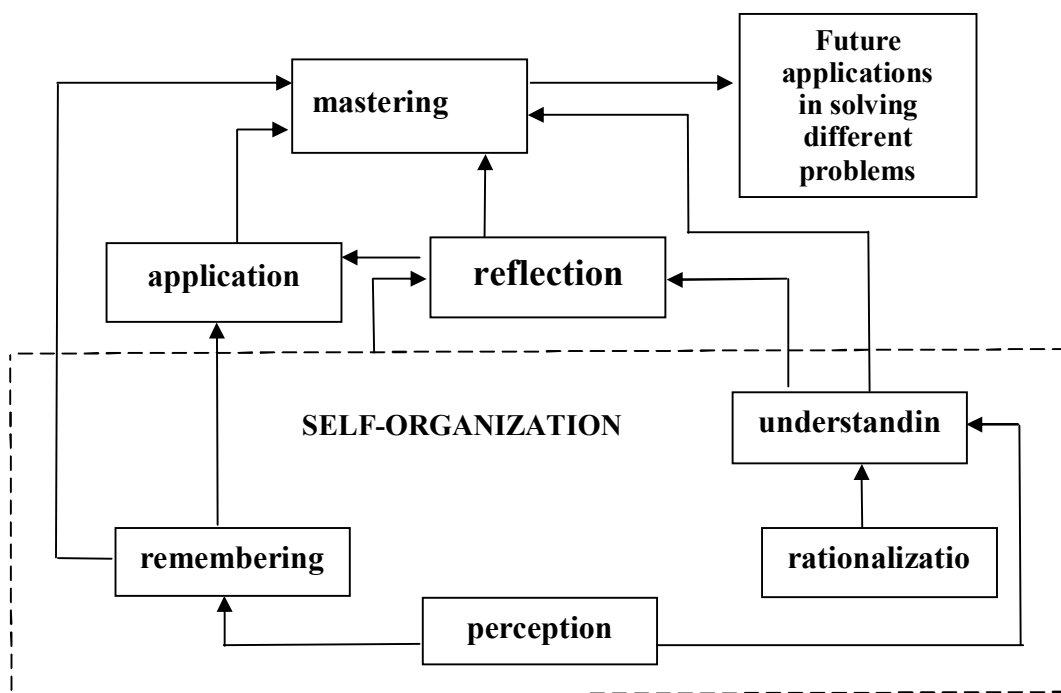 Future
applications
in solving
different
problems
mastering
application
reflection
SELF-ORGANIZATION
understandin
remembering
rationalizatio
perception